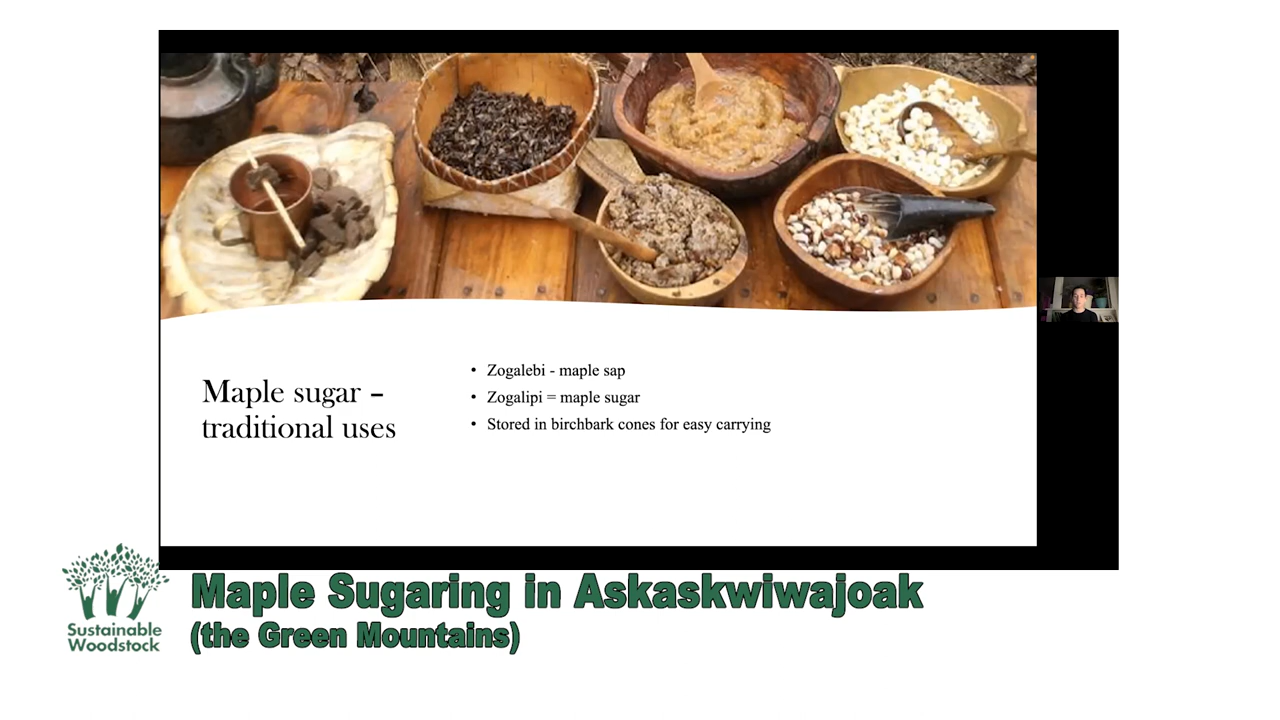 Maple sugar –
traditional uses
• Zogalebi - maple sap
• Zogalipi = maple sugar
• Stored in birchbark cones for easy carrying
Sustainable
Woodstock
Maple Sugaring in Askaskwiwajoak
(the Green Mountains)